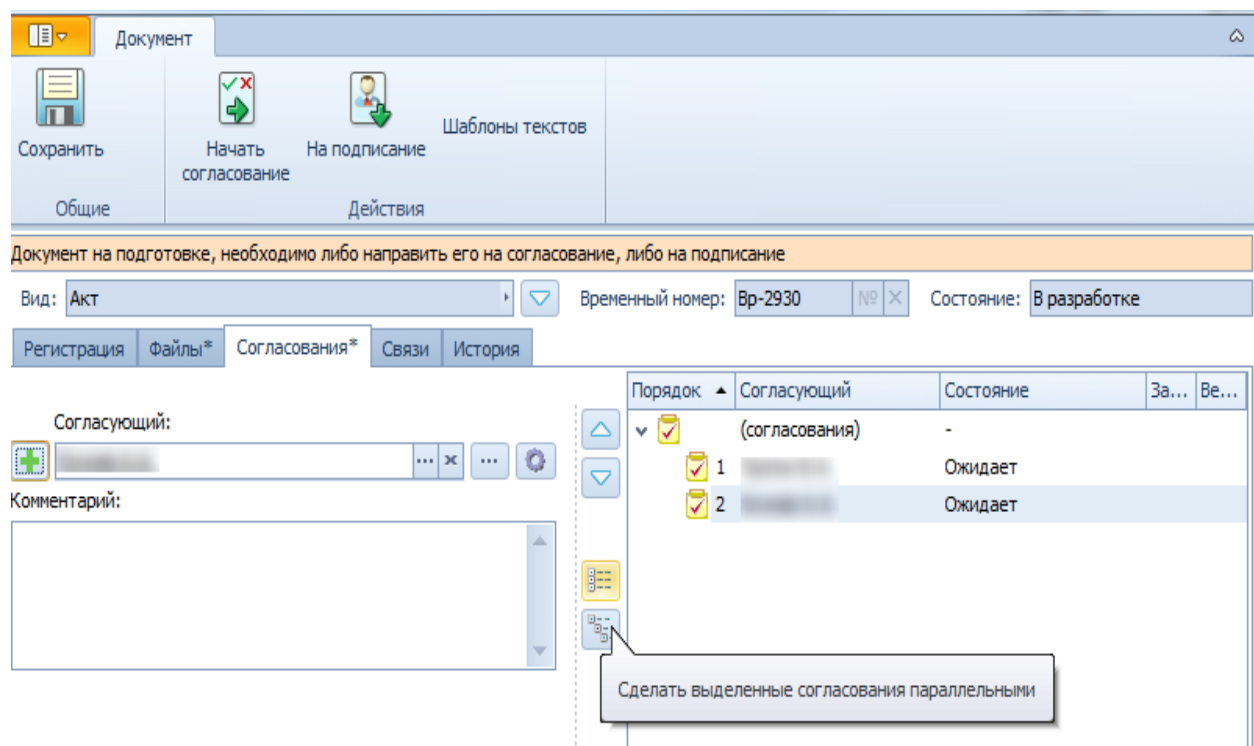 Документ
Сохранить
Начать согласование
На подписание
Шаблоны текстов
Общие
Действия
Документ на подготовке, необходимо либо направить его на согласование, либо на подписание
Вид: Акт
Временный номер: Вр-2930 № X
Состояние: В разработке
Регистрация Файлы* Согласования* Связи История
Порядок Согласующий Состояние За... Ве...
Согласующий:
(согласования) -
1 Ожидает
Комментарий:
2 Ожидает
Сделать выделенные согласования параллельными